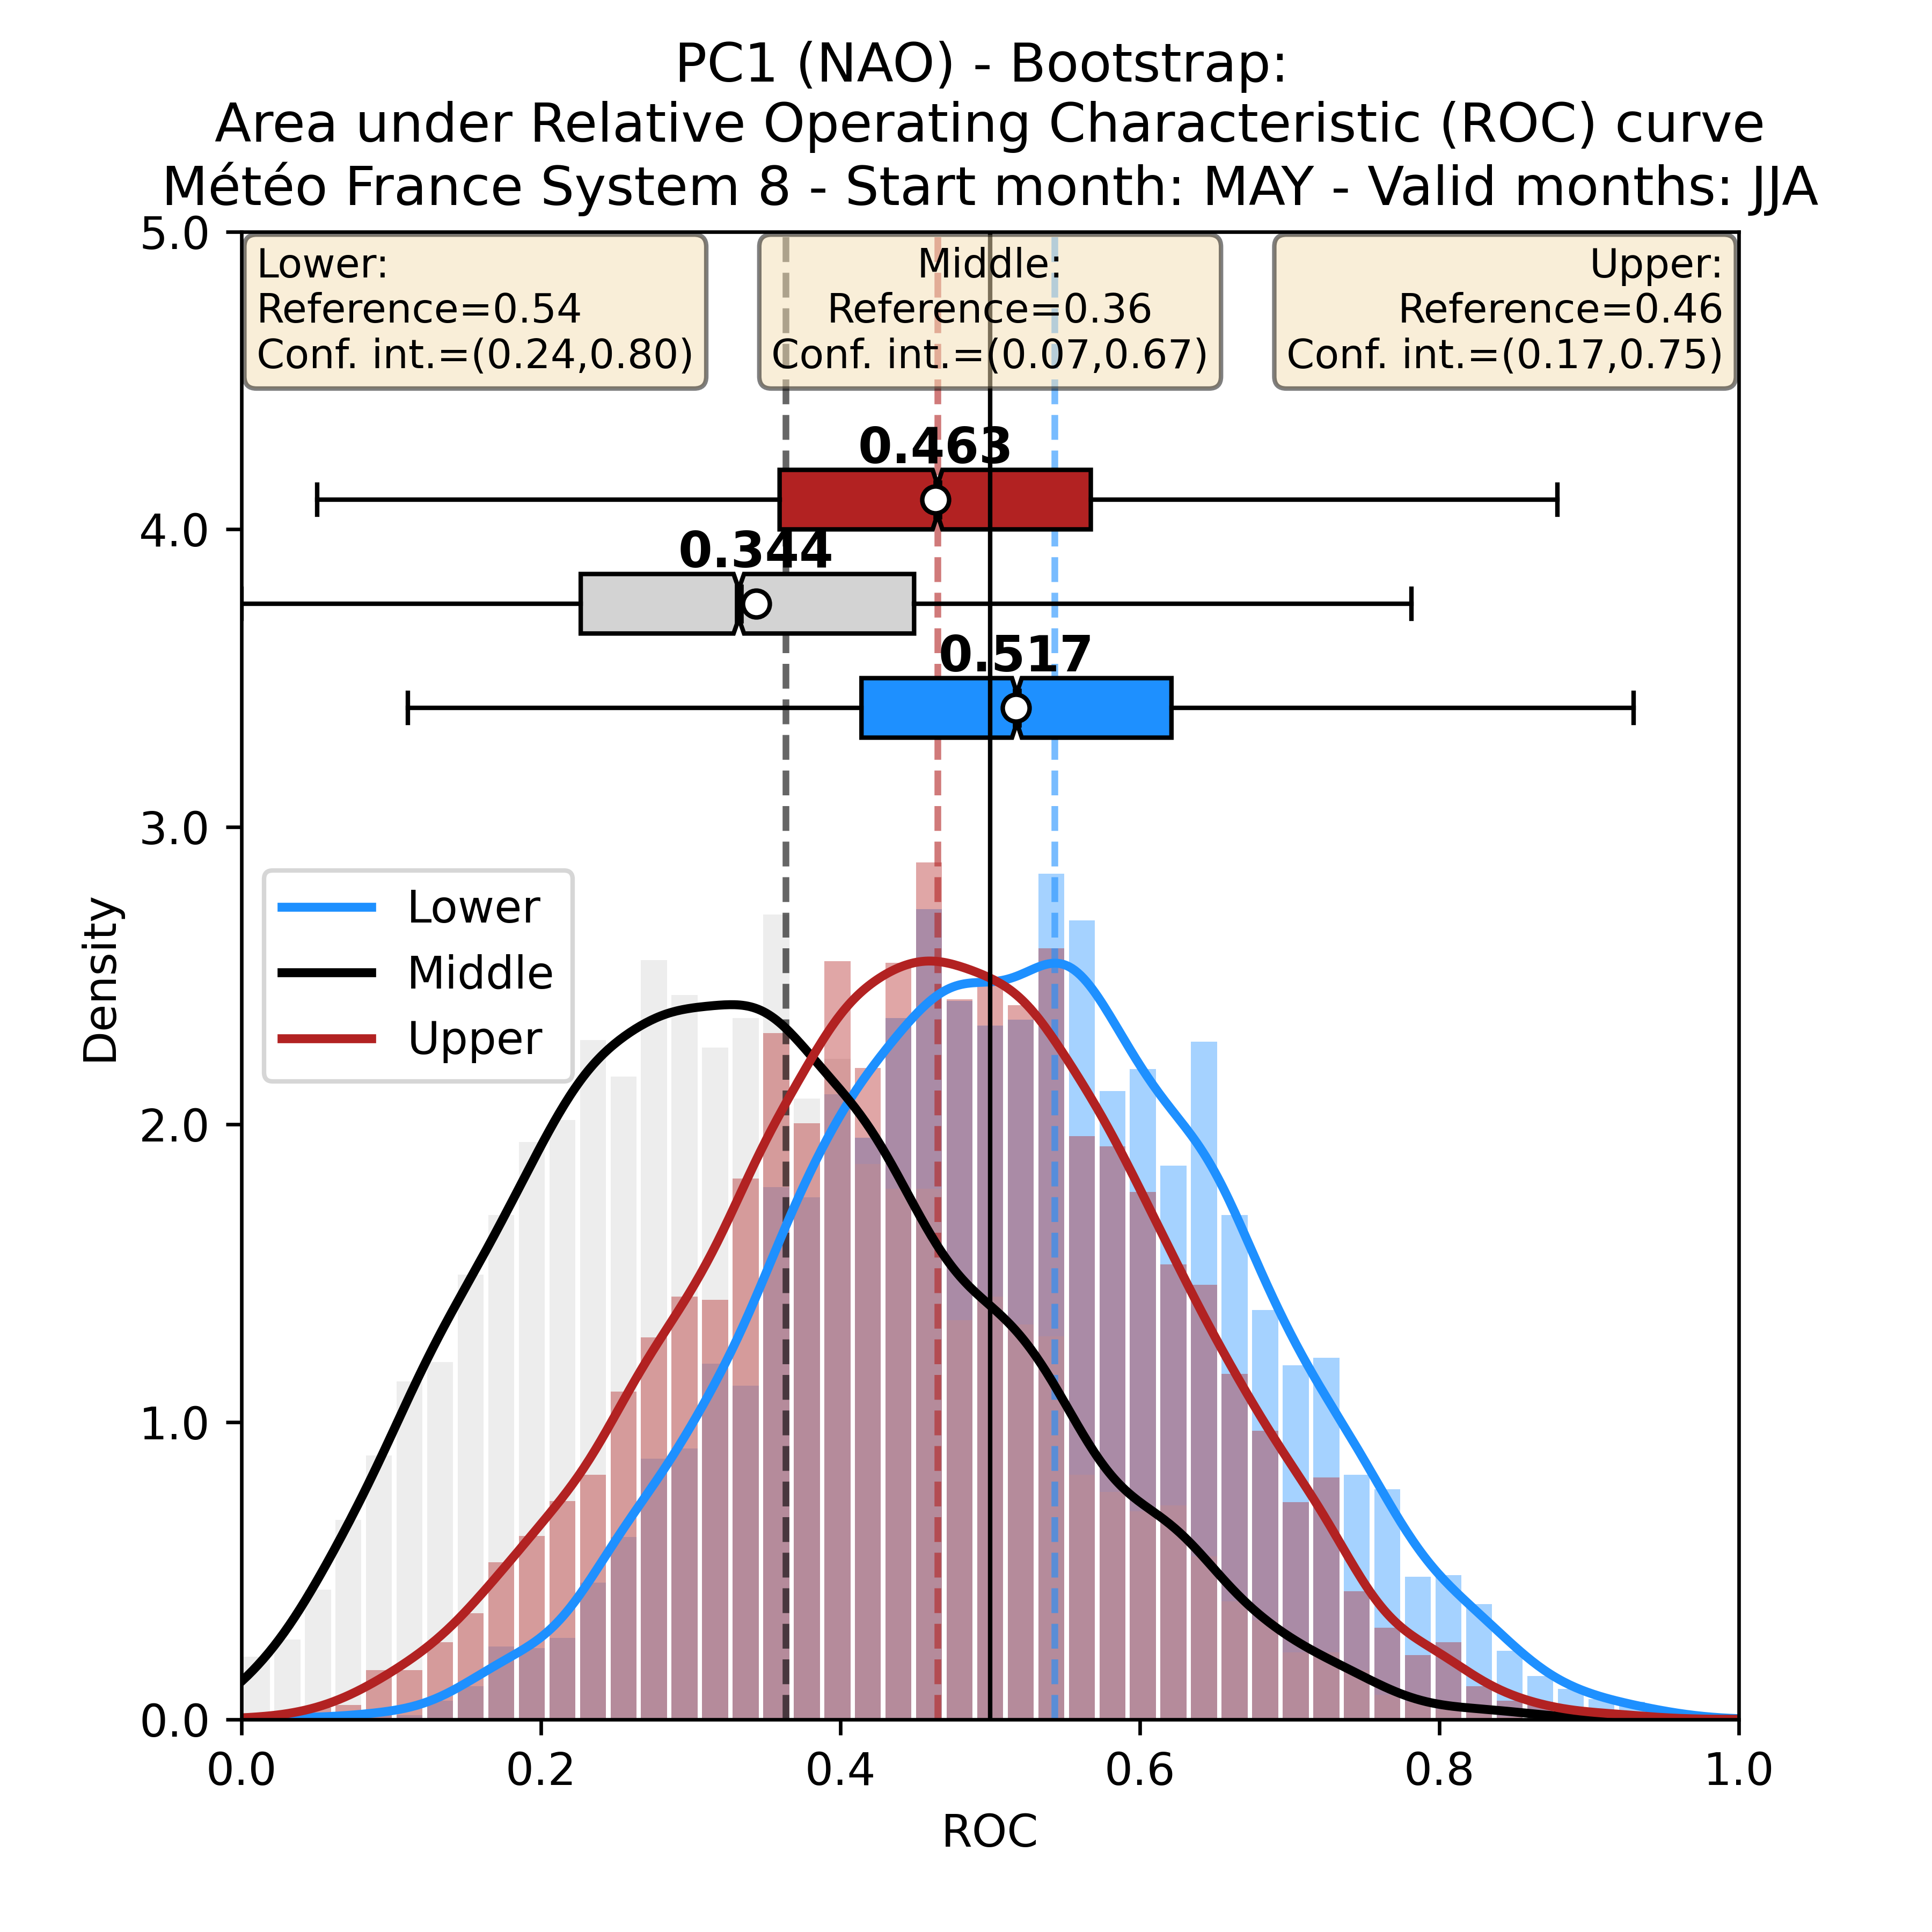 PC1 (NAO) - Bootstrap:
Area under Relative Operating Characteristic (ROC) curve
Météo France System 8 - Start month: MAY - Valid months: JJA
Lower:
Reference=0.54
Conf. int.=(0.24,0.80)
Middle:
Reference=0.36
Conf. int.=(0.07,0.67)
Upper:
Reference=0.46
Conf. int.=(0.17,0.75)
0.463
0.344
0.517
Lower
Middle
Upper
Density
5.0
4.0
3.0
2.0
1.0
0.0
0.0
0.2
0.4
0.6
0.8
1.0
ROC